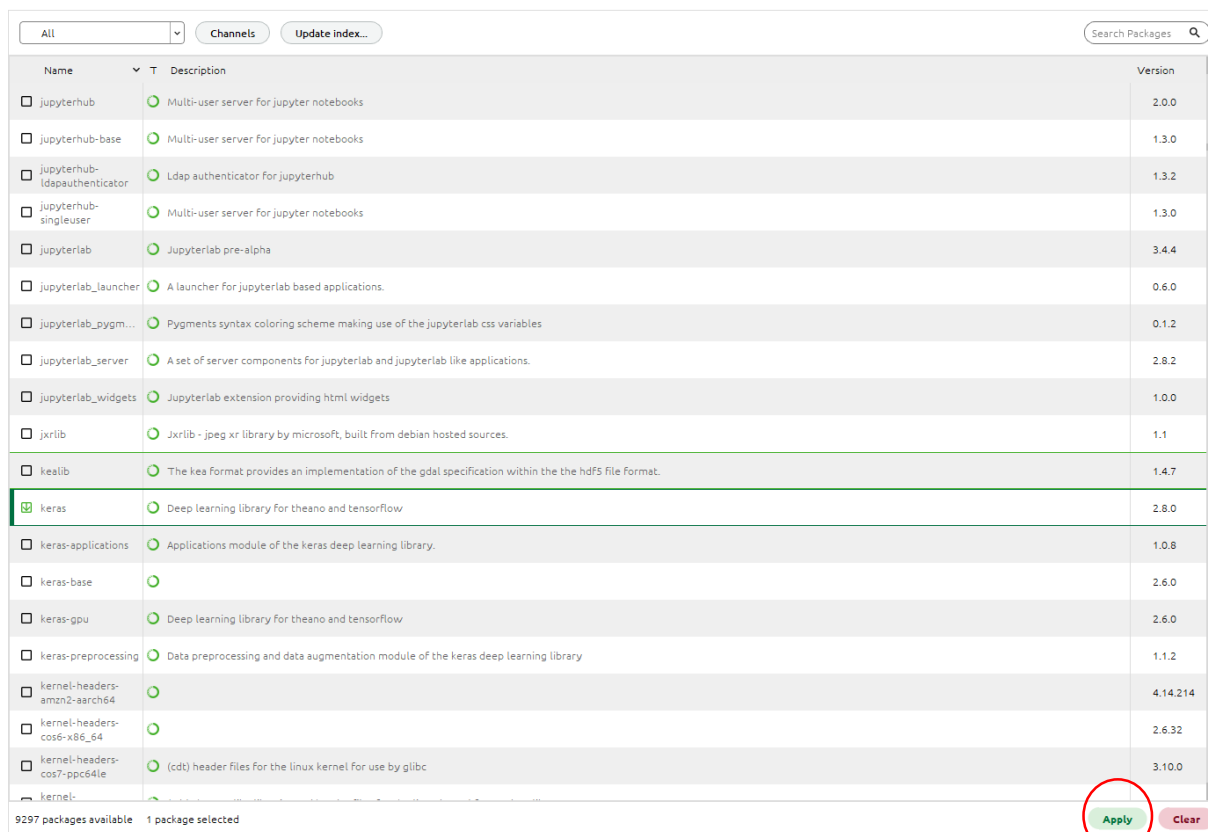 All Channels Update index... Search Packages
Name T Description Version
jupyterhub Multi-user server for jupyter notebooks 2.0.0
jupyterhub-base Multi-user server for jupyter notebooks 1.3.0
jupyterhub-
ldapauthenticator Ldap authenticator for jupyterhub 1.3.2
jupyterhub-
singleuser Multi-user server for jupyter notebooks 1.3.0
jupyterlab Jupyterlab pre-alpha 3.4.4
jupyterlab_launcher A launcher for jupyterlab based applications. 0.6.0
jupyterlab_pygm... Pygments syntax coloring scheme making use of the jupyterlab css variables 0.1.2
jupyterlab_server A set of server components for jupyterlab and jupyterlab like applications. 2.8.2
jupyterlab_widgets Jupyterlab extension providing html widgets 1.0.0
jxrlib Jxrlib - jpeg xr library by microsoft, built from debian hosted sources. 1.1
kealib The kea format provides an implementation of the gdal specification within the the hdf5 file format. 1.4.7
keras Deep learning library for theano and tensorflow 2.8.0
keras-applications Applications module of the keras deep learning library. 1.0.8
keras-base 2.6.0
keras-gpu Deep learning library for theano and tensorflow 2.6.0
keras-preprocessing Data preprocessing and data augmentation module of the keras deep learning library 1.1.2
kernel-headers-
amzn2-aarch64 4.14.214
kernel-headers-
cos6-x86_64 2.6.32
kernel-headers-
cos7-ppc64le (cdt) header files for the linux kernel for use by glibc 3.10.0
kernel-
9297 packages available 1 package selected Apply Clear